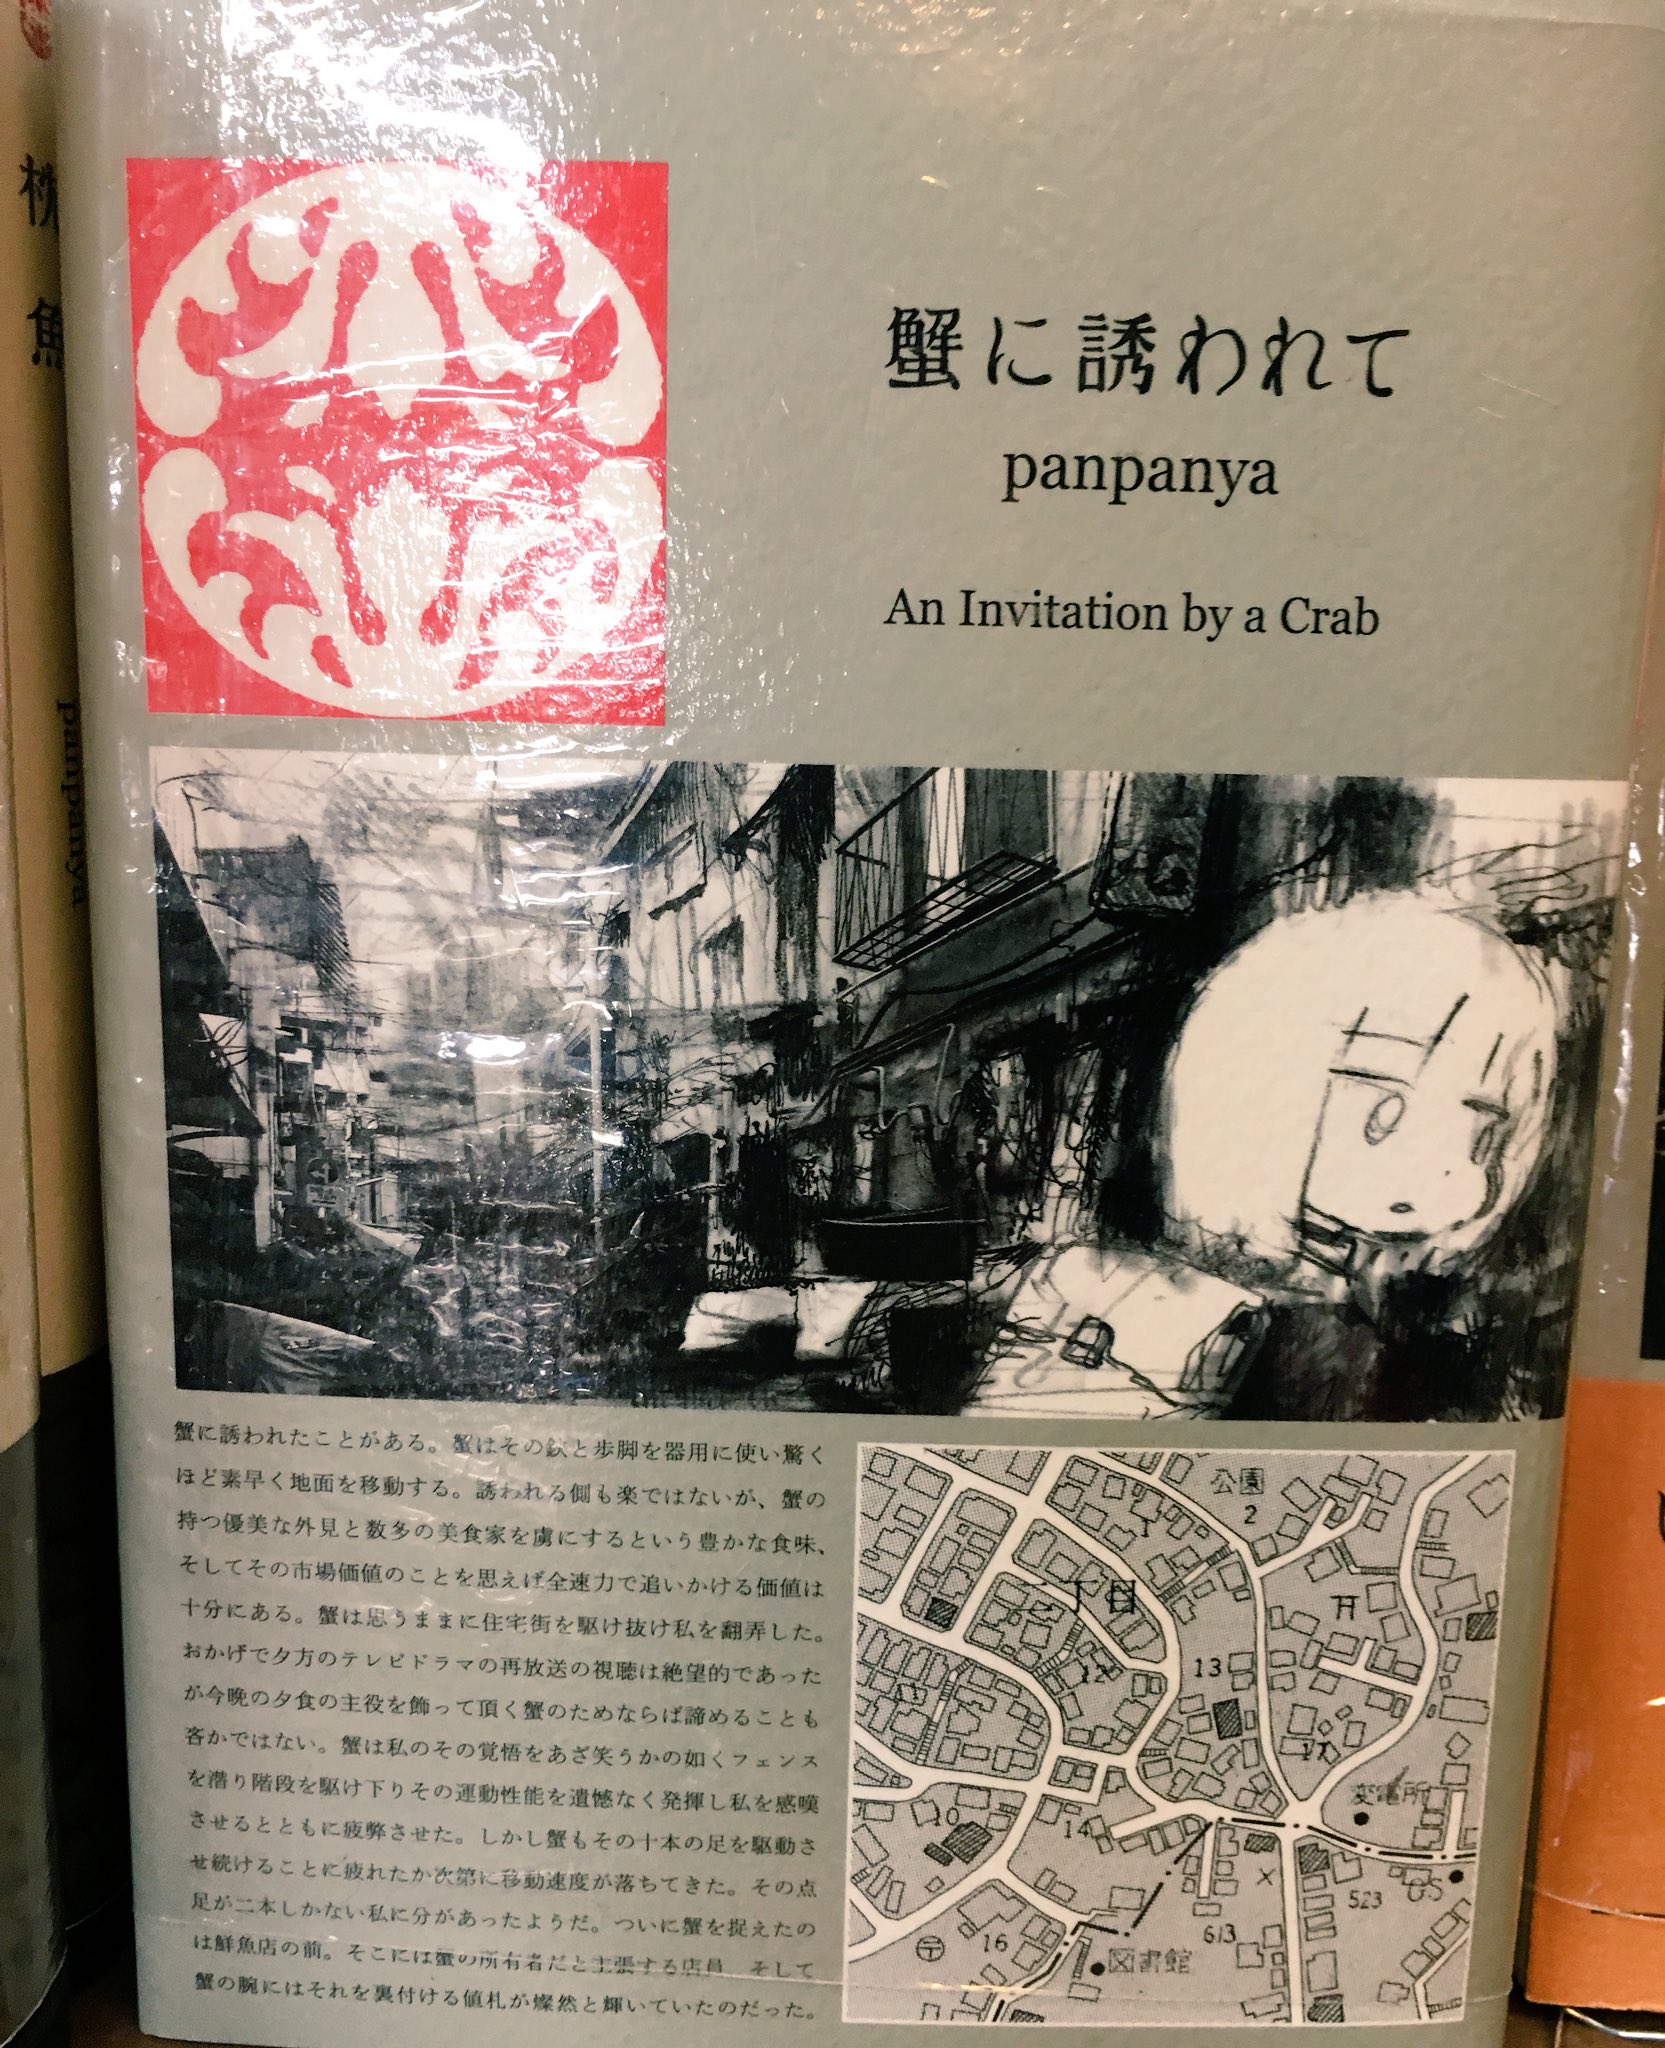 蟹に誘われて
panpanya
An Invitation by a Crab
蟹に誘われたことがある。蟹はその鋏と歩脚を器用に使い驚く
ほど素早く地面を移動する。誘われる側も楽ではないが、蟹の
持つ優美な外見と数多の美食家を虜にするという豊かな食味、
そしてその市場価値のことを思えば全速力で追いかける価値は
十分にある。蟹は思うままに住宅街を駆け抜け私を翻弄した。
おかげで夕方のテレビドラマの再放送の視聴は絶望的であった
が今晩の夕食の主役を飾って頂く蟹のためならば諦めることも
吝かではない。蟹は私のその覚悟をあざ笑うかの如くフェンス
を潜り階段を駆け下りその運動性能を遺憾なく発揮し私を感嘆
させるとともに疲弊させた。しかし蟹もその十本の足を駆動さ
せ続けることに疲れたか次第に移動速度が落ちてきた。その点
足が二本しかない私に分があったようだ。ついに蟹を捉えたの
は鮮魚店の前。そこには蟹の所有者だと主張する店員、そして
蟹の腕にはそれを裏付ける値札が燦然と輝いていたのだった。
公園
2
1
丁目
12
13
11
17
変電所
10
14
523
65
613
16
図書館
枕魚
panpanya